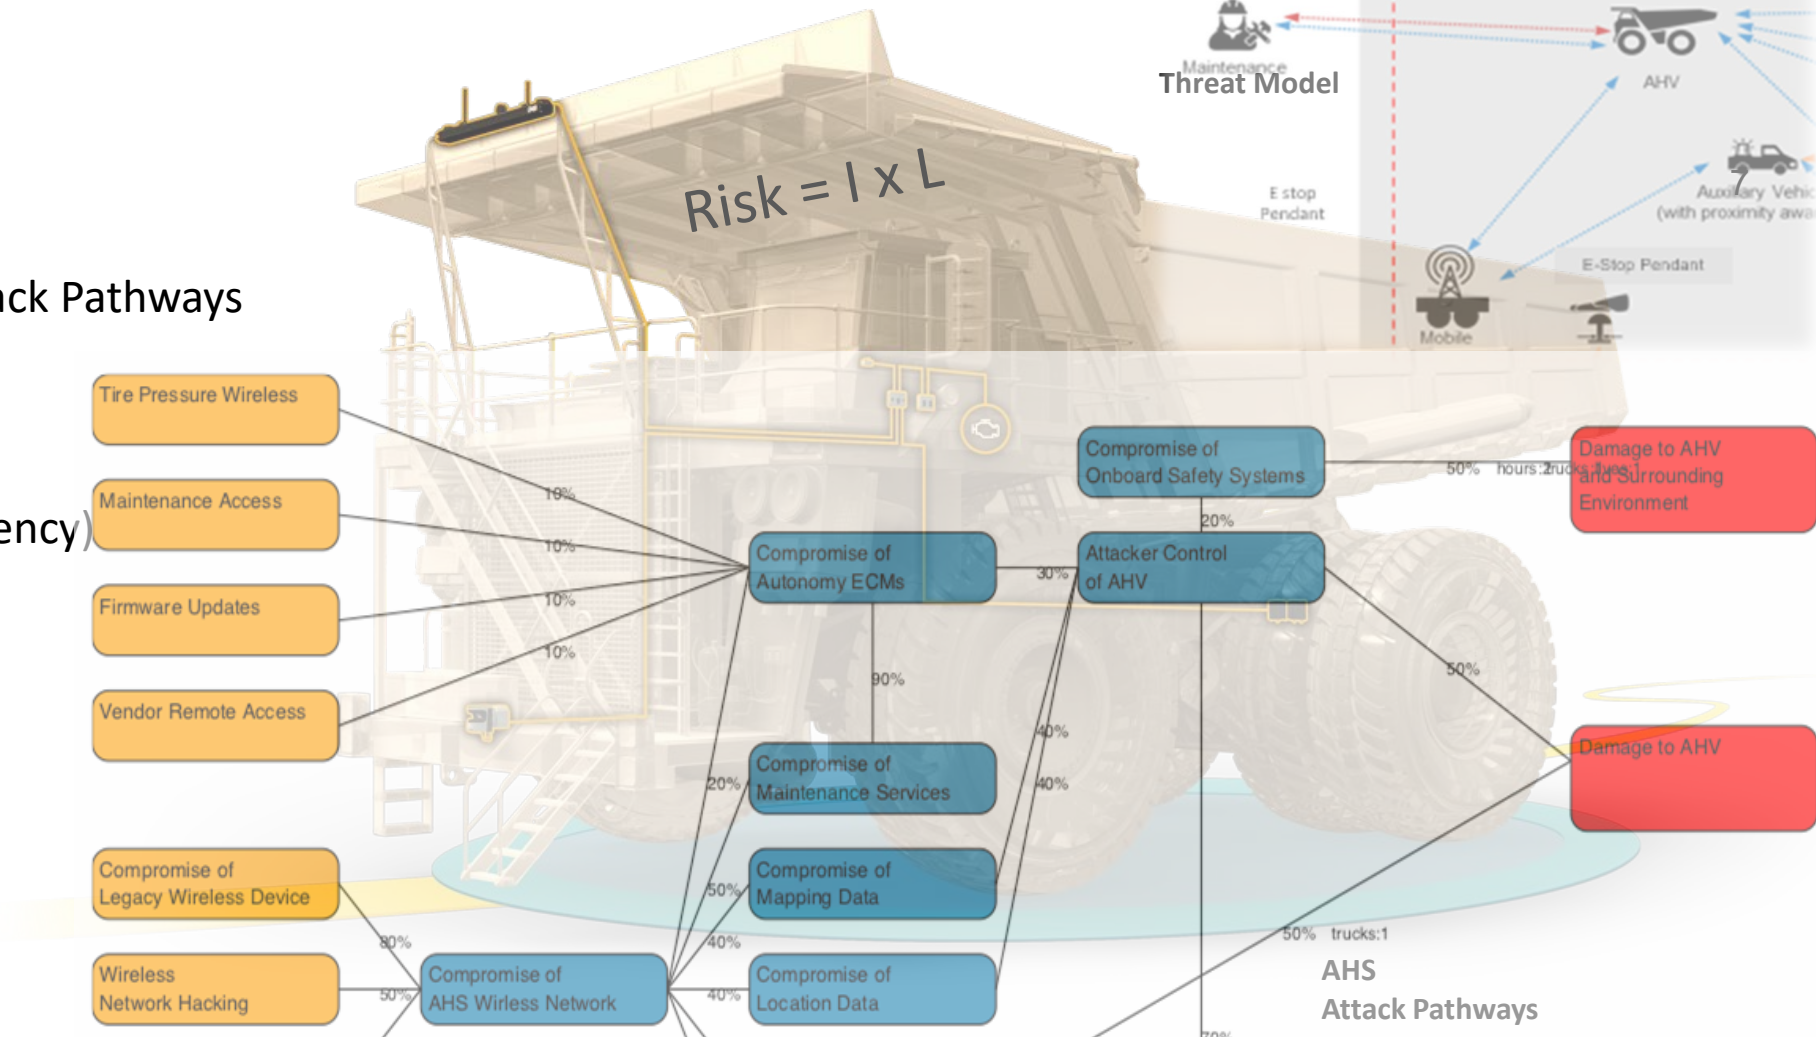 Maintenance
Threat Model
AHV
Risk = I x L
E stop
Pendant
7
Auxiliary Vehic
(with proximity awa
E-Stop Pendant
Mobile
ack Pathways
ency)
Tire Pressure Wireless
Maintenance Access
Firmware Updates
Vendor Remote Access
10%
10%
10%
10%
Compromise of
Autonomy ECMs
30%
Compromise of
Onboard Safety Systems
20%
Attacker Control
of AHV
50% hours:2
Damage to AHV
and Surrounding
Environment
50%
Damage to AHV
90%
Compromise of
Maintenance Services
20%
40%
40%
Compromise of
Legacy Wireless Device
80%
50%
Compromise of
Mapping Data
40%
Wireless
Network Hacking
50%
Compromise of
AHS Wirless Network
40%
Compromise of
Location Data
50% trucks:1
AHS
Attack Pathways
70%